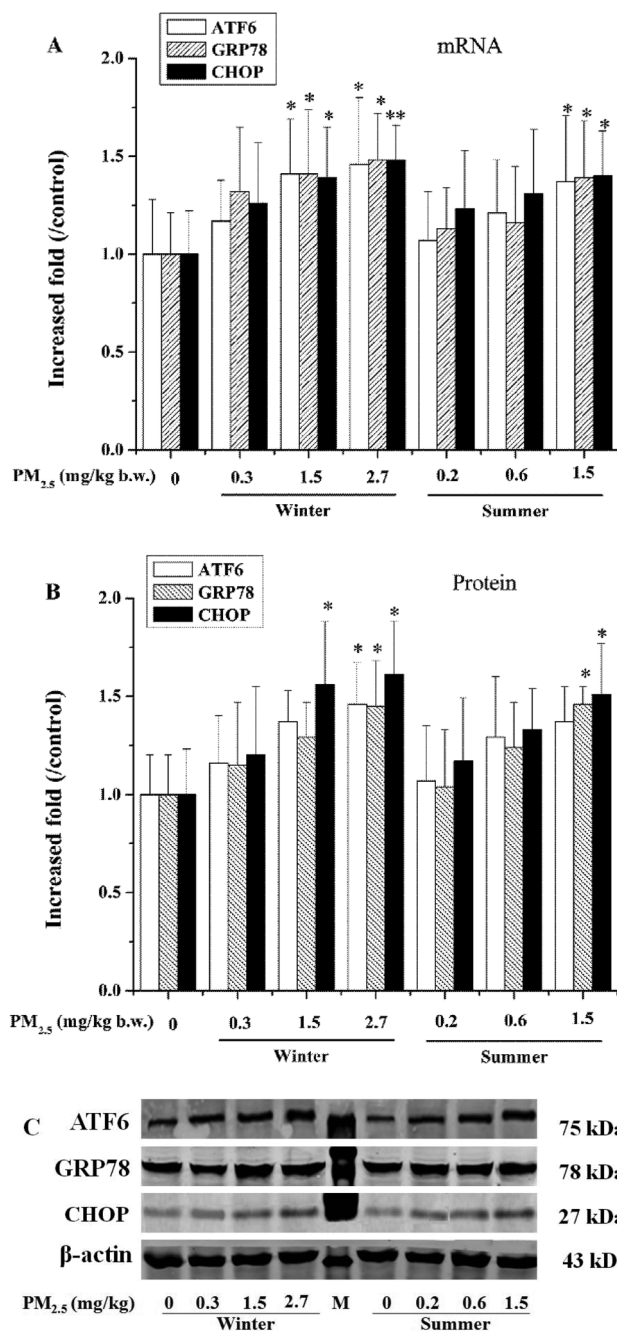 A
ATF6
GRP78
CHOP
mRNA
2.0
1.5
1.0
0.5
0.0
Increased fold (/control)
* * * * * ** * * *
PM2.5 (mg/kg b.w.) 0 0.3 1.5 2.7 0.2 0.6 1.5
Winter Summer
B
ATF6
GRP78
CHOP
Protein
2.0
1.5
1.0
0.5
0.0
Increased fold (/control)
* * * * * *
PM2.5 (mg/kg b.w.) 0 0.3 1.5 2.7 0.2 0.6 1.5
Winter Summer
C ATF6 75 kDa
GRP78 78 kDa
CHOP 27 kDa
β-actin 43 kDa
PM2.5 (mg/kg) 0 0.3 1.5 2.7 M 0 0.2 0.6 1.5
Winter Summer